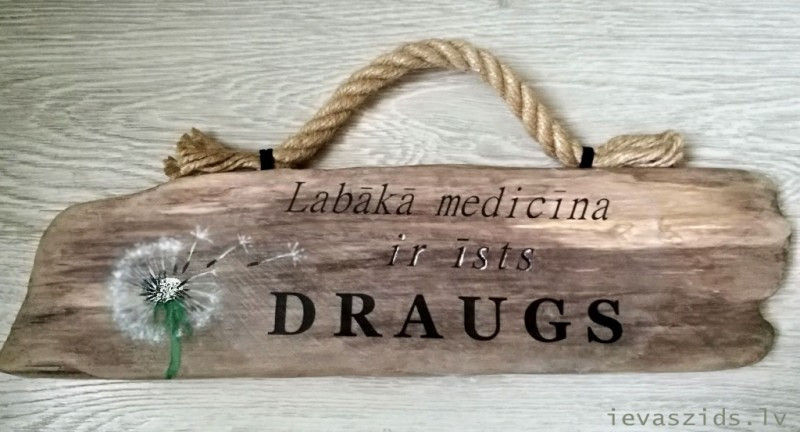 Labākā medicīna
ir īsts
DRAUGS
ievaszids.lv